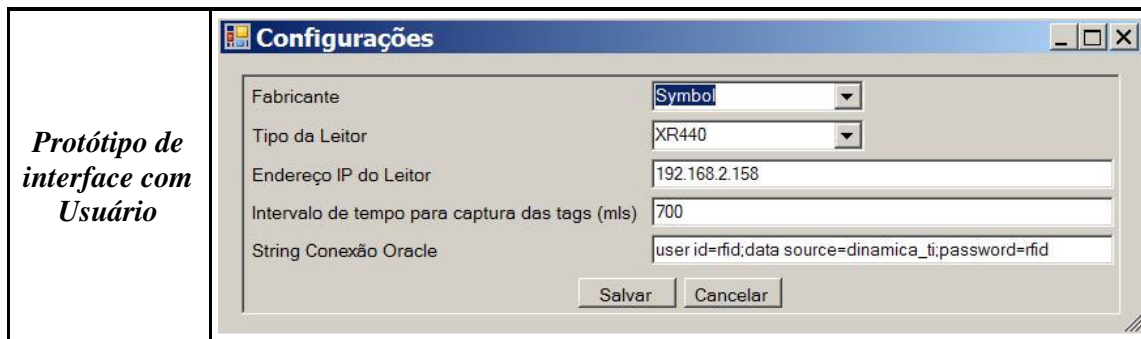 Protótipo de
interface com
Usuário
Configurações
Fabricante
Symbol
Tipo da Leitor
XR440
Endereço IP do Leitor
192.168.2.158
Intervalo de tempo para captura das tags (mls)
700
String Conexão Oracle
user id=rfid;data source=dinamica_ti;password=rfid
Salvar
Cancelar